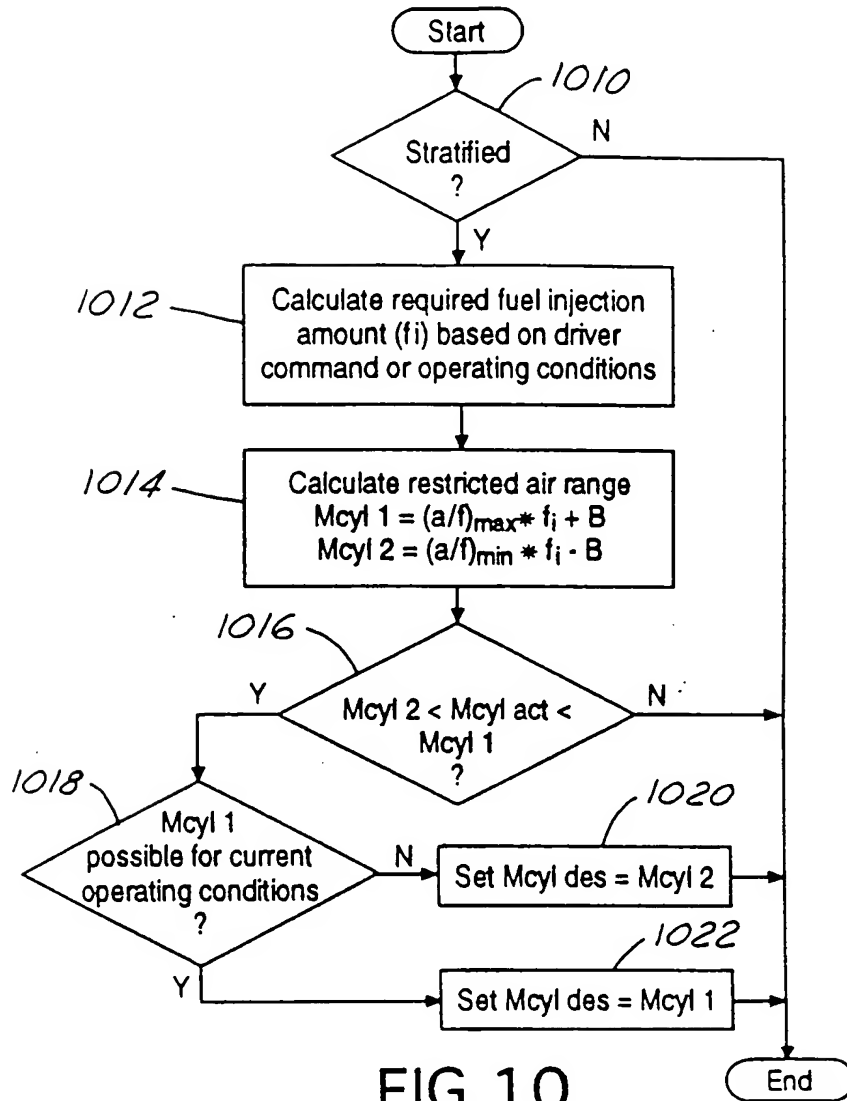 Start
1010
Stratified
?
N
Y
1012
Calculate required fuel injection
amount (fi) based on driver
command or operating conditions
1014
Calculate restricted air range
Mcyl 1 = (a/f)max* fi + B
Mcyl 2 = (a/f)min * fi - B
1016
Y
Mcyl 2 < Mcyl act <
Mcyl 1
?
N
1018
Mcyl 1
possible for current
operating conditions
?
N
1020
Set Mcyl des = Mcyl 2
Y
1022
Set Mcyl des = Mcyl 1
FIG.10
End